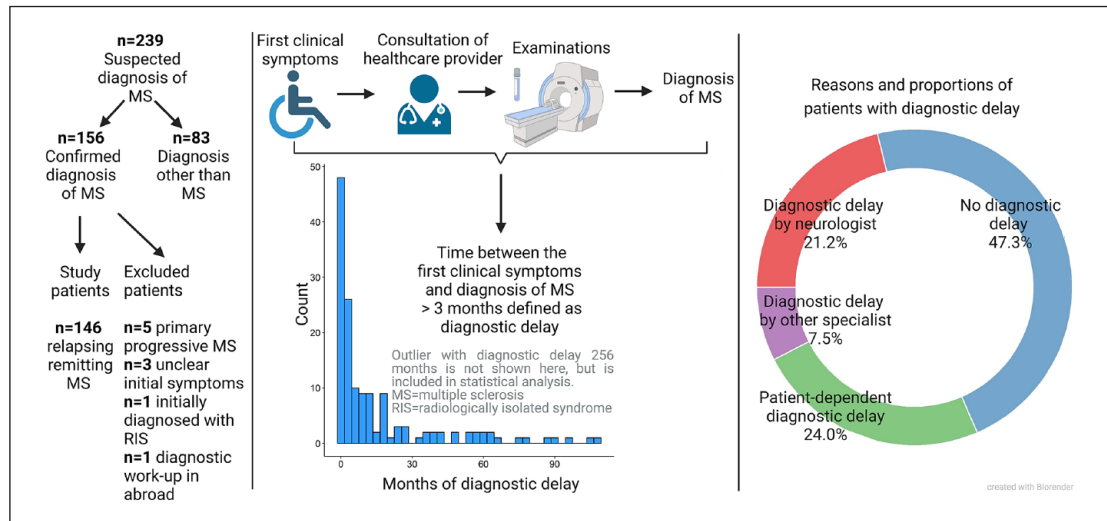 n=239
Suspected
diagnosis of
MS
n=156
Confirmed
diagnosis
of MS
n=83
Diagnosis
other than
MS
Study
patients
Excluded
patients
n=146
relapsing
remitting
MS
n=5 primary
progressive MS
n=3 unclear
initial symptoms
n=1 initially
diagnosed with
RIS
n=1 diagnostic
work-up in
abroad
First clinical
symptoms
Consultation of
healthcare provider
Examinations
Diagnosis
of MS
50
40
30
20
10
0
Count
0
30
60
90
Months of diagnostic delay
Time between the
first clinical symptoms
and diagnosis of MS
> 3 months defined as
diagnostic delay
Outlier with diagnostic delay 256
months is not shown here, but is
included in statistical analysis.
MS=multiple sclerosis
RIS=radiologically isolated syndrome
Reasons and proportions of
patients with diagnostic delay
Diagnostic delay
by neurologist
21.2%
No diagnostic
delay
47.3%
Diagnostic delay
by other specialist
7.5%
Patient-dependent
diagnostic delay
24.0%
created with Biorender